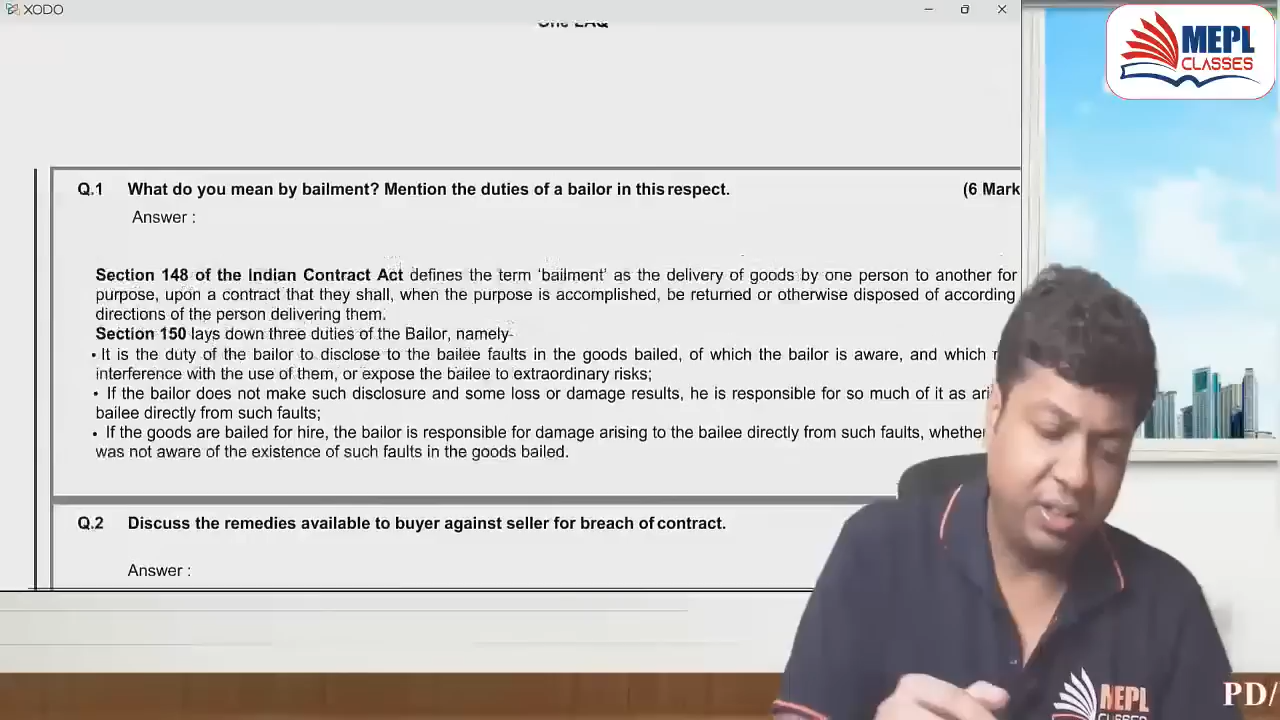 XODO
One LAQ
MEPL
CLASSES
Q.1 What do you mean by bailment? Mention the duties of a bailor in this respect. (6 Mark
Answer :
Section 148 of the Indian Contract Act defines the term ‘bailment’ as the delivery of goods by one person to another for
purpose, upon a contract that they shall, when the purpose is accomplished, be returned or otherwise disposed of according
directions of the person delivering them.
Section 150 lays down three duties of the Bailor, namely-
• It is the duty of the bailor to disclose to the bailee faults in the goods bailed, of which the bailor is aware, and which
interference with the use of them, or expose the bailee to extraordinary risks;
• If the bailor does not make such disclosure and some loss or damage results, he is responsible for so much of it as
bailee directly from such faults;
• If the goods are bailed for hire, the bailor is responsible for damage arising to the bailee directly from such faults, whether
was not aware of the existence of such faults in the goods bailed.
Q.2 Discuss the remedies available to buyer against seller for breach of contract.
Answer :
MEPL
CLASSES
PD/